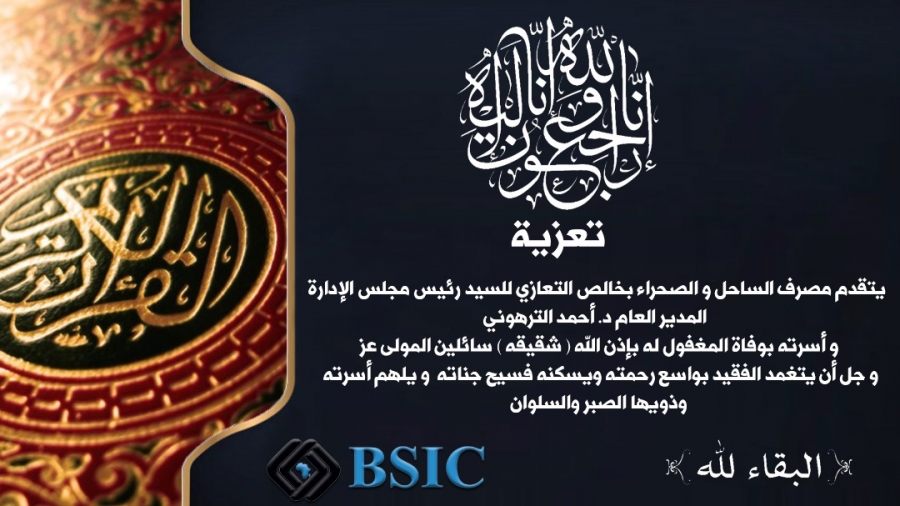 إنا لله وإنا إليه راجعون
تعزية
يتقدم مصرف الساحل و الصحراء بخالص التعازي للسيد رئيس مجلس الإدارة
المدير العام د. أحمد الترهوني
و أسرته بوفاة المغفول له بإذن الله ( شقيقه ) سائلين المولى عز
و جل أن يتغمد الفقيد بواسع رحمته ويسكنه فسيح جناته و يلهم أسرته
وذويها الصبر والسلوان
البقاء لله
BSIC
القرآن الكريم